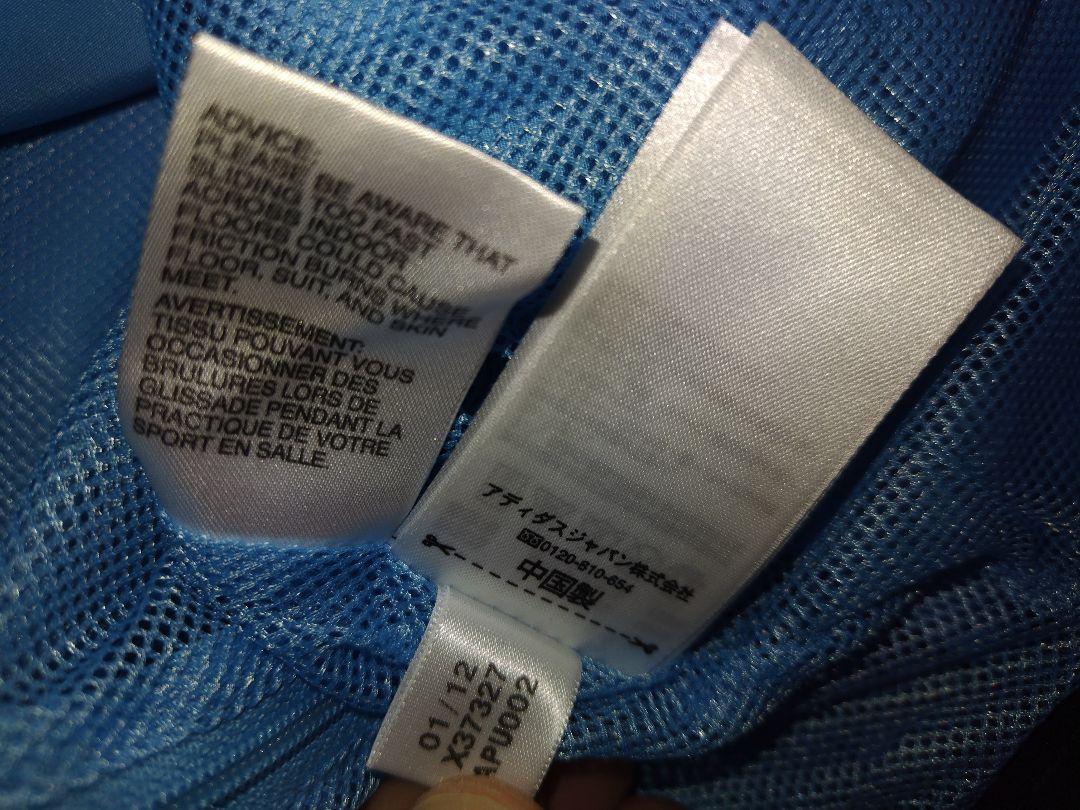 ADVICE:
PLEASE BE AWARE THAT
SLIDING TOO FAST
ACROSS INDOOR
FLOORS COULD CAUSE
FRICTION BURNS WHERE
FLOOR, SUIT, AND SKIN
MEET.
AVERTISSEMENT:
TISSU POUVANT VOUS
OCCASIONNER DES
BRULURES LORS DE
GLISSADE PENDANT LA
PRACTIQUE DE VOTRE
SPORT EN SALLE.
アディダスジャパン株式会社
0120-810-654
中国製
01/12
X37327
APU002